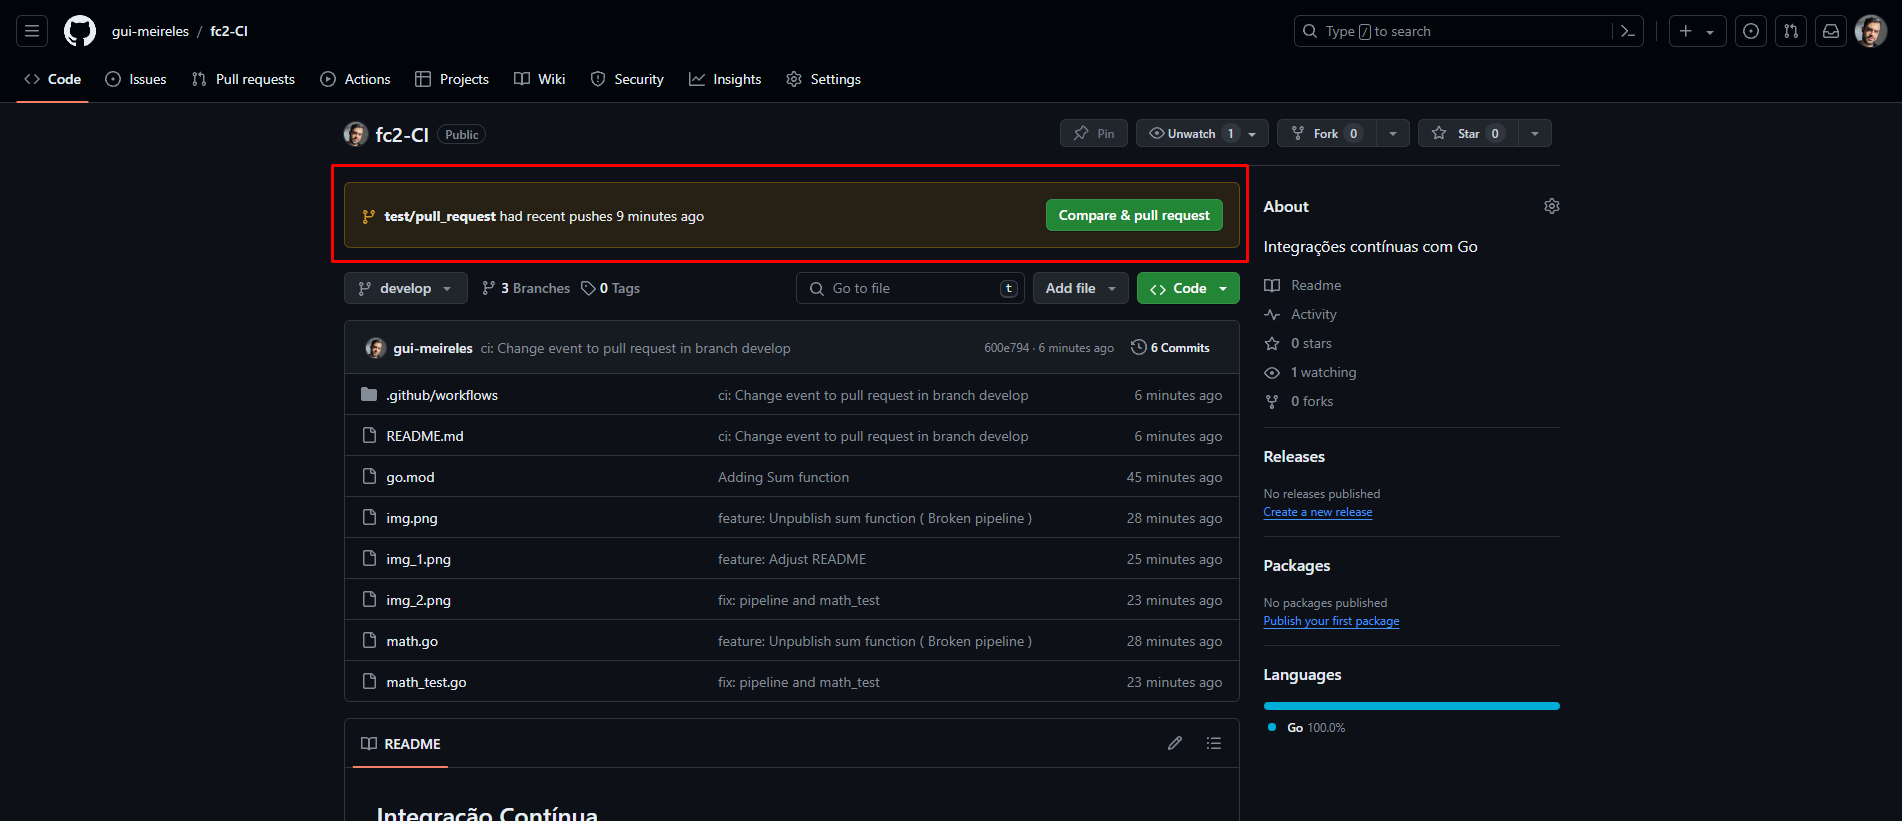 gui-meireles / fc2-CI
Type / to search
Code Issues Pull requests Actions Projects Wiki Security Insights Settings
fc2-CI Public
Pin Unwatch 1 Fork 0 Star 0
test/pull_request had recent pushes 9 minutes ago
Compare & pull request
develop 3 Branches 0 Tags
Go to file t Add file Code
gui-meireles ci: Change event to pull request in branch develop 600e794 · 6 minutes ago 6 Commits
.github/workflows ci: Change event to pull request in branch develop 6 minutes ago
README.md ci: Change event to pull request in branch develop 6 minutes ago
go.mod Adding Sum function 45 minutes ago
img.png feature: Unpublish sum function ( Broken pipeline ) 28 minutes ago
img_1.png feature: Adjust README 25 minutes ago
img_2.png fix: pipeline and math_test 23 minutes ago
math.go feature: Unpublish sum function ( Broken pipeline ) 28 minutes ago
math_test.go fix: pipeline and math_test 23 minutes ago
README
Integração Contínua
About
Integrações contínuas com Go
Readme
Activity
0 stars
1 watching
0 forks
Releases
No releases published
Create a new release
Packages
No packages published
Publish your first package
Languages
Go 100.0%